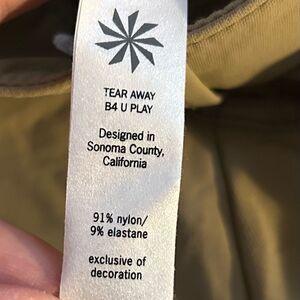 TEAR AWAY
B4 U PLAY
Designed in
Sonoma County,
California
91% nylon/
9% elastane
exclusive of
decoration